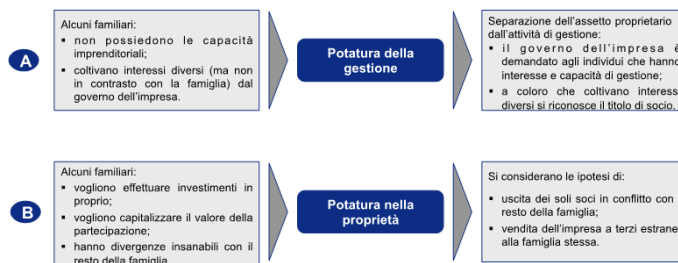 A
Alcuni familiari:
▪ non possiedono le capacità
imprenditoriali;
▪ coltivano interessi diversi (ma non
in contrasto con la famiglia) dal
governo dell'impresa.
Potatura della
gestione
Separazione dell'assetto proprietario
dall'attività di gestione:
▪ il governo dell'impresa è
demandato agli individui che hanno
interesse e capacità di gestione;
▪ a coloro che coltivano interess
diversi si riconosce il titolo di socio.
B
Alcuni familiari:
▪ vogliono effettuare investimenti in
proprio;
▪ vogliono capitalizzare il valore della
partecipazione;
▪ hanno divergenze insanabili con il
resto della famiglia
Potatura nella
proprietà
Si considerano le ipotesi di:
▪ uscita dei soli soci in conflitto con
resto della famiglia;
▪ vendita dell'impresa a terzi estrane
alla famiglia stessa.